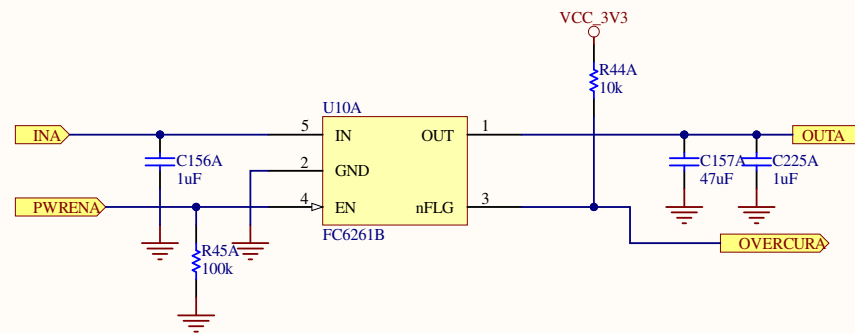 VCC_3V3
R44A
10k
U10A
INA
5
IN
OUT
1
OUTA
C156A
1uF
2
GND
C157A
47uF
C225A
1uF
PWRENA
4
EN
nFLG
3
FC6261B
R45A
100k
OVERCURA